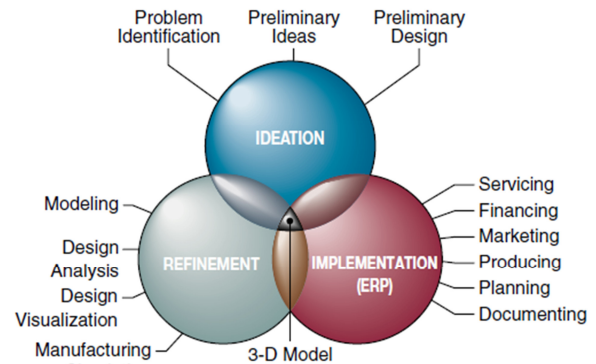 Problem
Identification
Preliminary
Ideas
Preliminary
Design
IDEATION
Modeling
Design
Analysis
Design
Visualization
Manufacturing
REFINEMENT
IMPLEMENTATION
(ERP)
Servicing
Financing
Marketing
Producing
Planning
Documenting
3-D Model